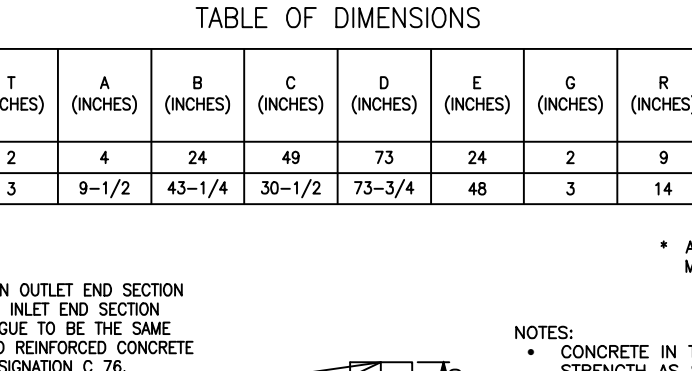 TABLE OF DIMENSIONS
T A B C D E G R
(INCHES) (INCHES) (INCHES) (INCHES) (INCHES) (INCHES) (INCHES)
2 4 24 49 73 24 2 9
3 9-1/2 43-1/4 30-1/2 73-3/4 48 3 14
*
OUTLET END SECTION
INLET END SECTION
TO BE THE SAME
REINFORCED CONCRETE
C 76.
NOTES:
• CONCRETE IN
STRENGTH AS